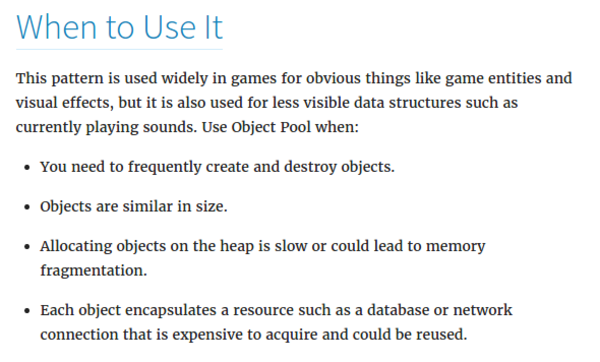 When to Use It
This pattern is used widely in games for obvious things like game entities and
visual effects, but it is also used for less visible data structures such as
currently playing sounds. Use Object Pool when:
• You need to frequently create and destroy objects.
• Objects are similar in size.
• Allocating objects on the heap is slow or could lead to memory
fragmentation.
• Each object encapsulates a resource such as a database or network
connection that is expensive to acquire and could be reused.